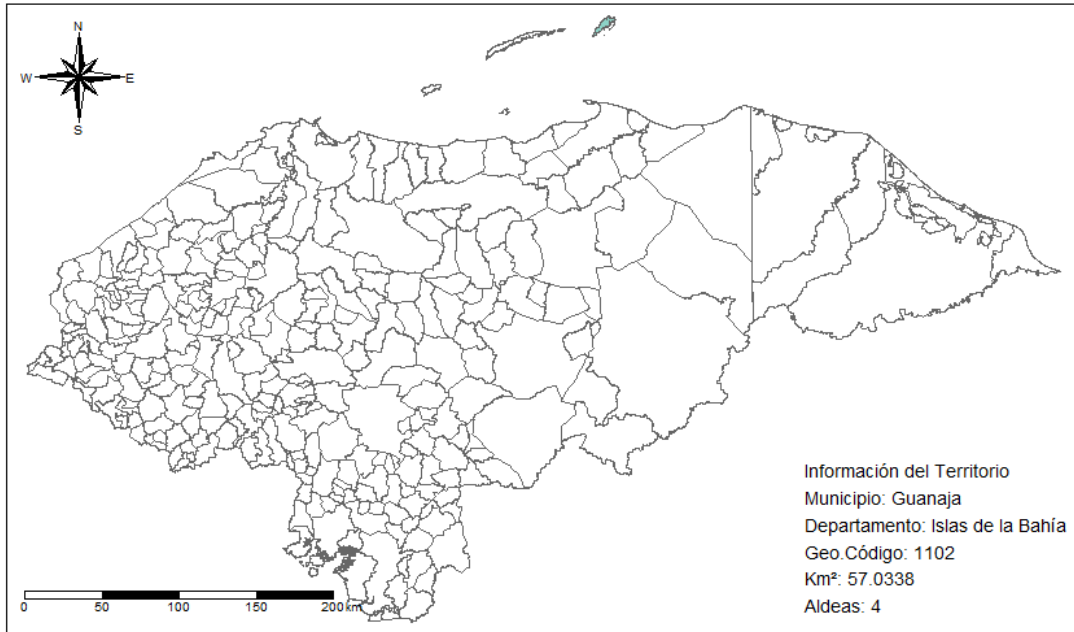 N
W E
S
Información del Territorio
Municipio: Guanaja
Departamento: Islas de la Bahía
Geo.Código: 1102
Km²: 57.0338
Aldeas: 4
0 50 100 150 200 km